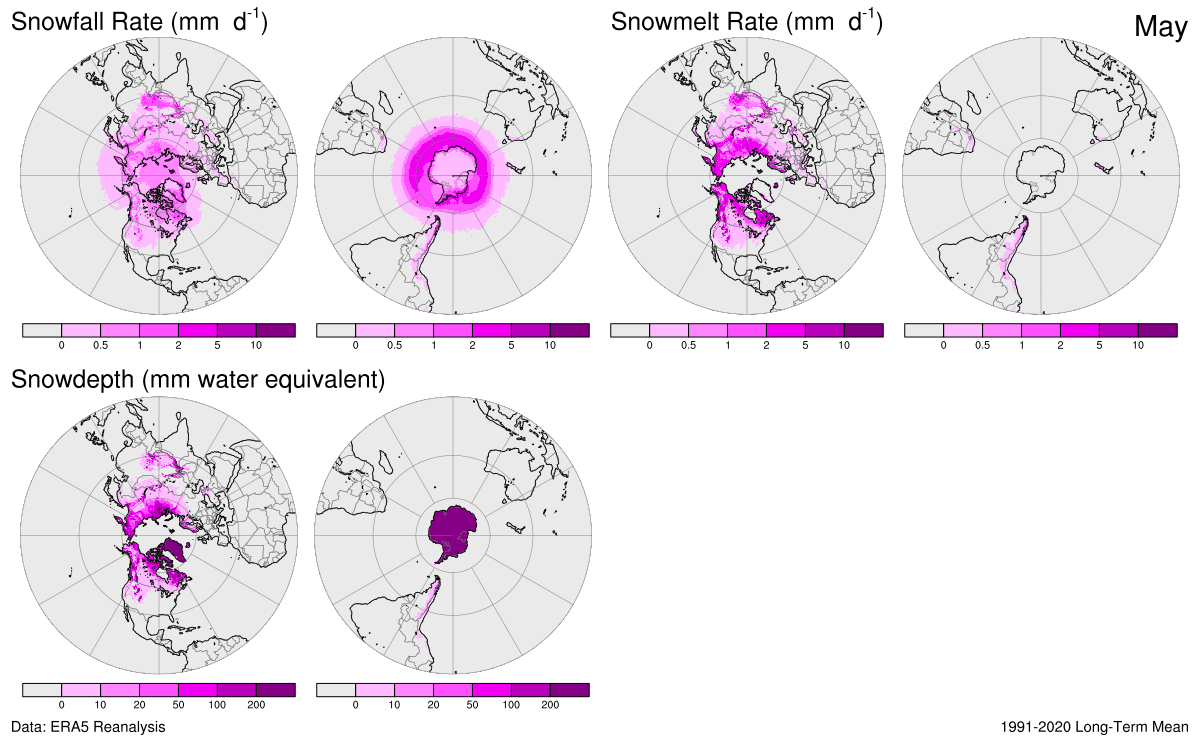 Snowfall Rate (mm d-1)
Snowmelt Rate (mm d-1)
May
0 0.5 1 2 5 10
0 0.5 1 2 5 10
0 0.5 1 2 5 10
0 0.5 1 2 5 10
Snowdepth (mm water equivalent)
0 10 20 50 100 200
0 10 20 50 100 200
Data: ERA5 Reanalysis
1991-2020 Long-Term Mean